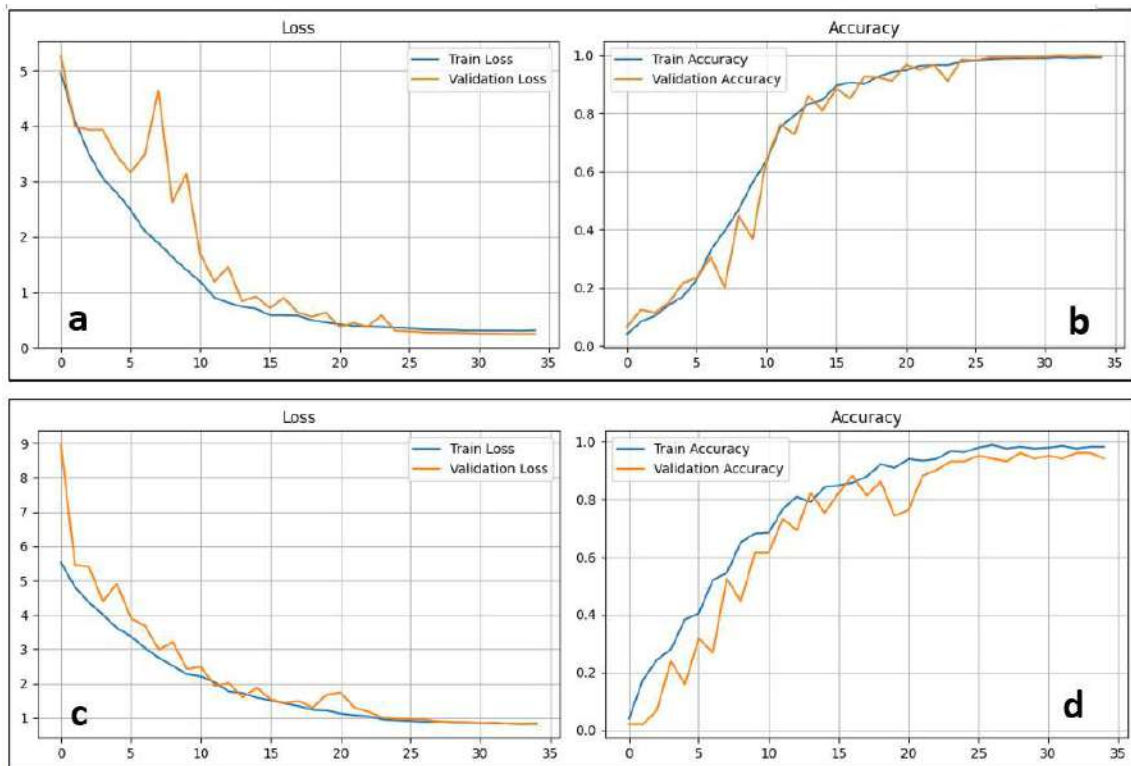 Loss
Train Loss
Validation Loss
5
4
3
2
1
0
0 5 10 15 20 25 30 35
a
Accuracy
Train Accuracy
Validation Accuracy
1.0
0.8
0.6
0.4
0.2
0.0
0 5 10 15 20 25 30 35
b
Loss
Train Loss
Validation Loss
9
8
7
6
5
4
3
2
1
0 5 10 15 20 25 30 35
c
Accuracy
Train Accuracy
Validation Accuracy
1.0
0.8
0.6
0.4
0.2
0.0
0 5 10 15 20 25 30 35
d